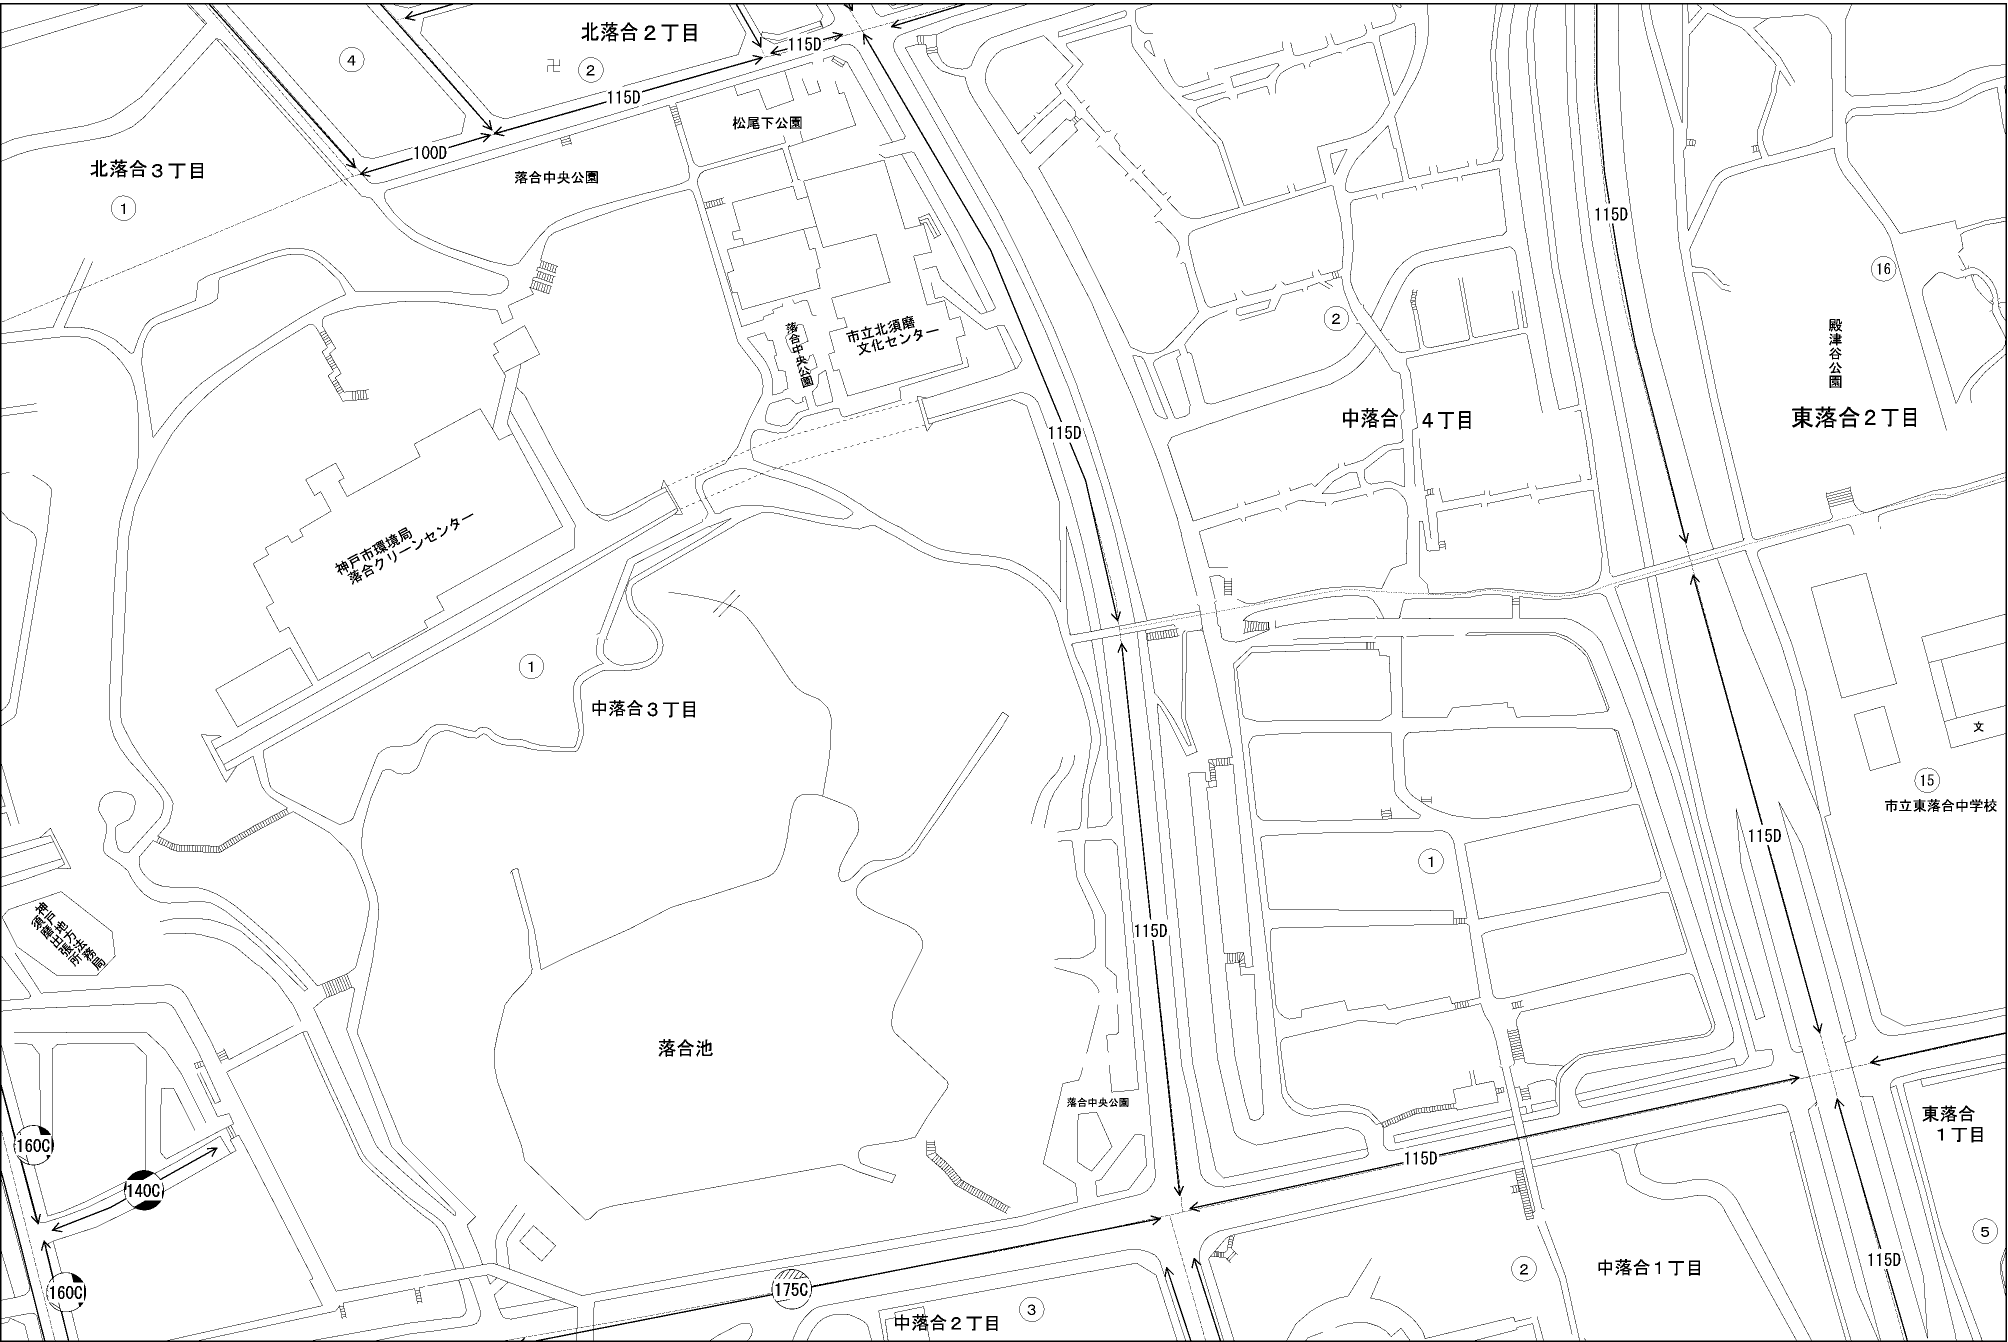 北落合２丁目
115D
④
②
115D
松尾下公園
100D
北落合３丁目
落合中央公園
①
115D
16
②
市立北須磨
文化センター
落合中央公園
殿津谷公園
115D
中落合 ４丁目
東落合２丁目
神戸市環境局
落合クリーンセンター
①
中落合３丁目
文
15
市立東落合中学校
115D
①
神戸地方法務局
須磨出張所
115D
落合池
落合中央公園
東落合
１丁目
160C
115D
140C
⑤
115D
中落合１丁目
②
160C
175C
③
中落合２丁目